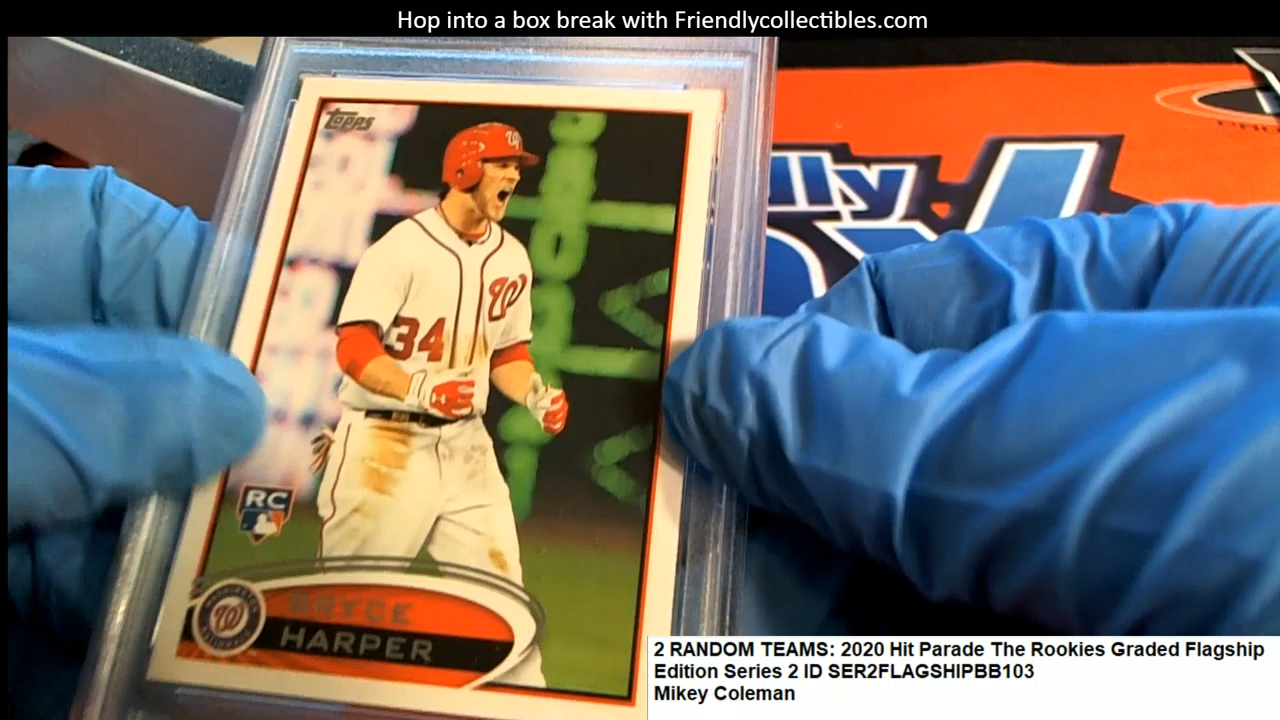 Hop into a box break with Friendlycollectibles.com
Topps
34
RC
BRYCE
HARPER
2 RANDOM TEAMS: 2020 Hit Parade The Rookies Graded Flagship
Edition Series 2 ID SER2FLAGSHIPBB103
Mikey Coleman